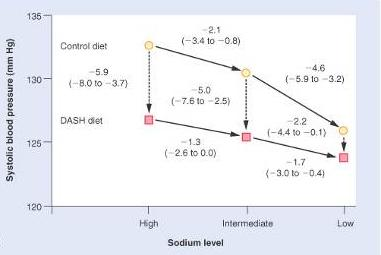 135
130
125
120
Systolic blood pressure (mm Hg)
Control diet
DASH diet
−2.1
(−3.4 to −0.8)
−5.9
(−8.0 to −3.7)
−4.6
(−5.9 to −3.2)
−5.0
(−7.6 to −2.5)
−2.2
(−4.4 to −0.1)
−1.3
(−2.6 to 0.0)
−1.7
(−3.0 to −0.4)
High
Intermediate
Low
Sodium level